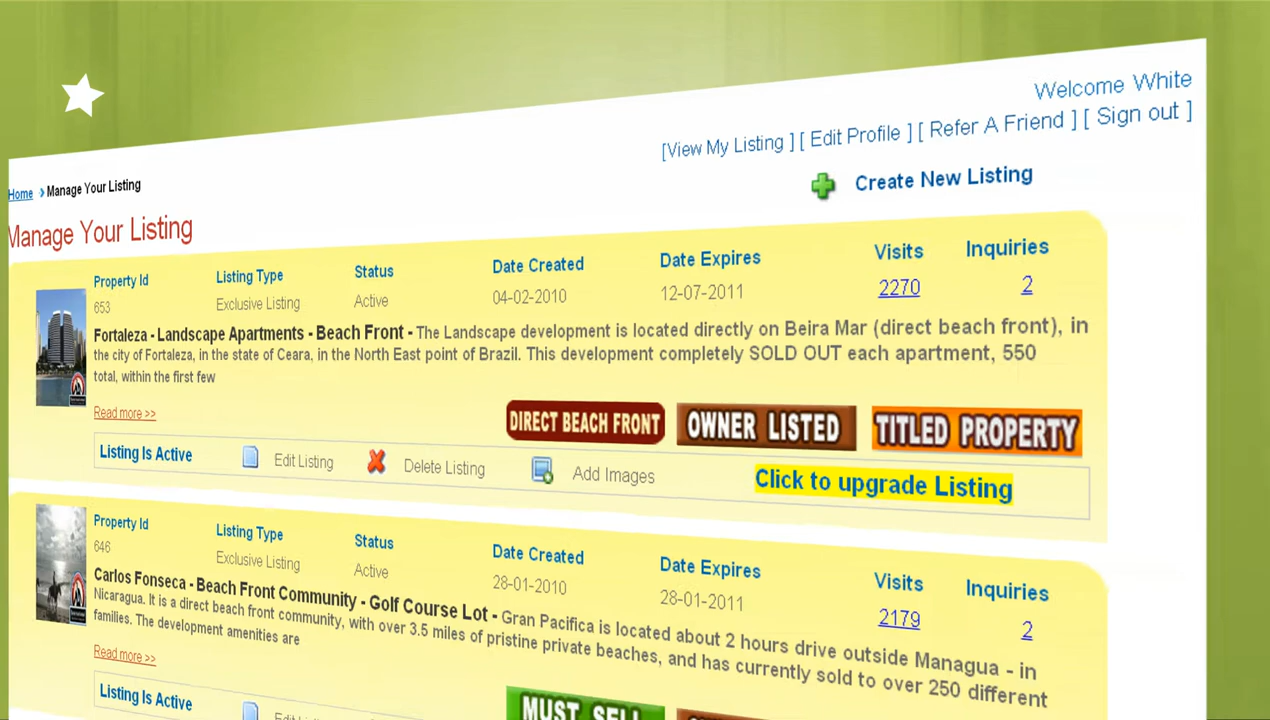 Welcome White
[View My Listing ] [ Edit Profile ] [ Refer A Friend ] [ Sign out ]
Home Manage Your Listing
Create New Listing
Manage Your Listing
Property Id Listing Type Status Date Created Date Expires Visits Inquiries
653 Exclusive Listing Active 04-02-2010 12-07-2011 2270 2
Fortaleza - Landscape Apartments - Beach Front - The Landscape development is located directly on Beira Mar (direct beach front), in
the city of Fortaleza, in the state of Ceara, in the North East point of Brazil. This development completely SOLD OUT each apartment, 550
total, within the first few
Read more >>
DIRECT BEACH FRONT OWNER LISTED TITLED PROPERTY
Listing Is Active Edit Listing Delete Listing Add Images Click to upgrade Listing
Property Id Listing Type Status Date Created Date Expires Visits Inquiries
646 Exclusive Listing Active 28-01-2010 28-01-2011 2179 2
Carlos Fonseca - Beach Front Community - Golf Course Lot - Gran Pacifica is located about 2 hours drive outside Managua - in
Nicaragua. It is a direct beach front community, with over 3.5 miles of pristine private beaches, and has currently sold to over 250 different
families. The development amenities are
Read more >>
MUST SELL
Listing Is Active